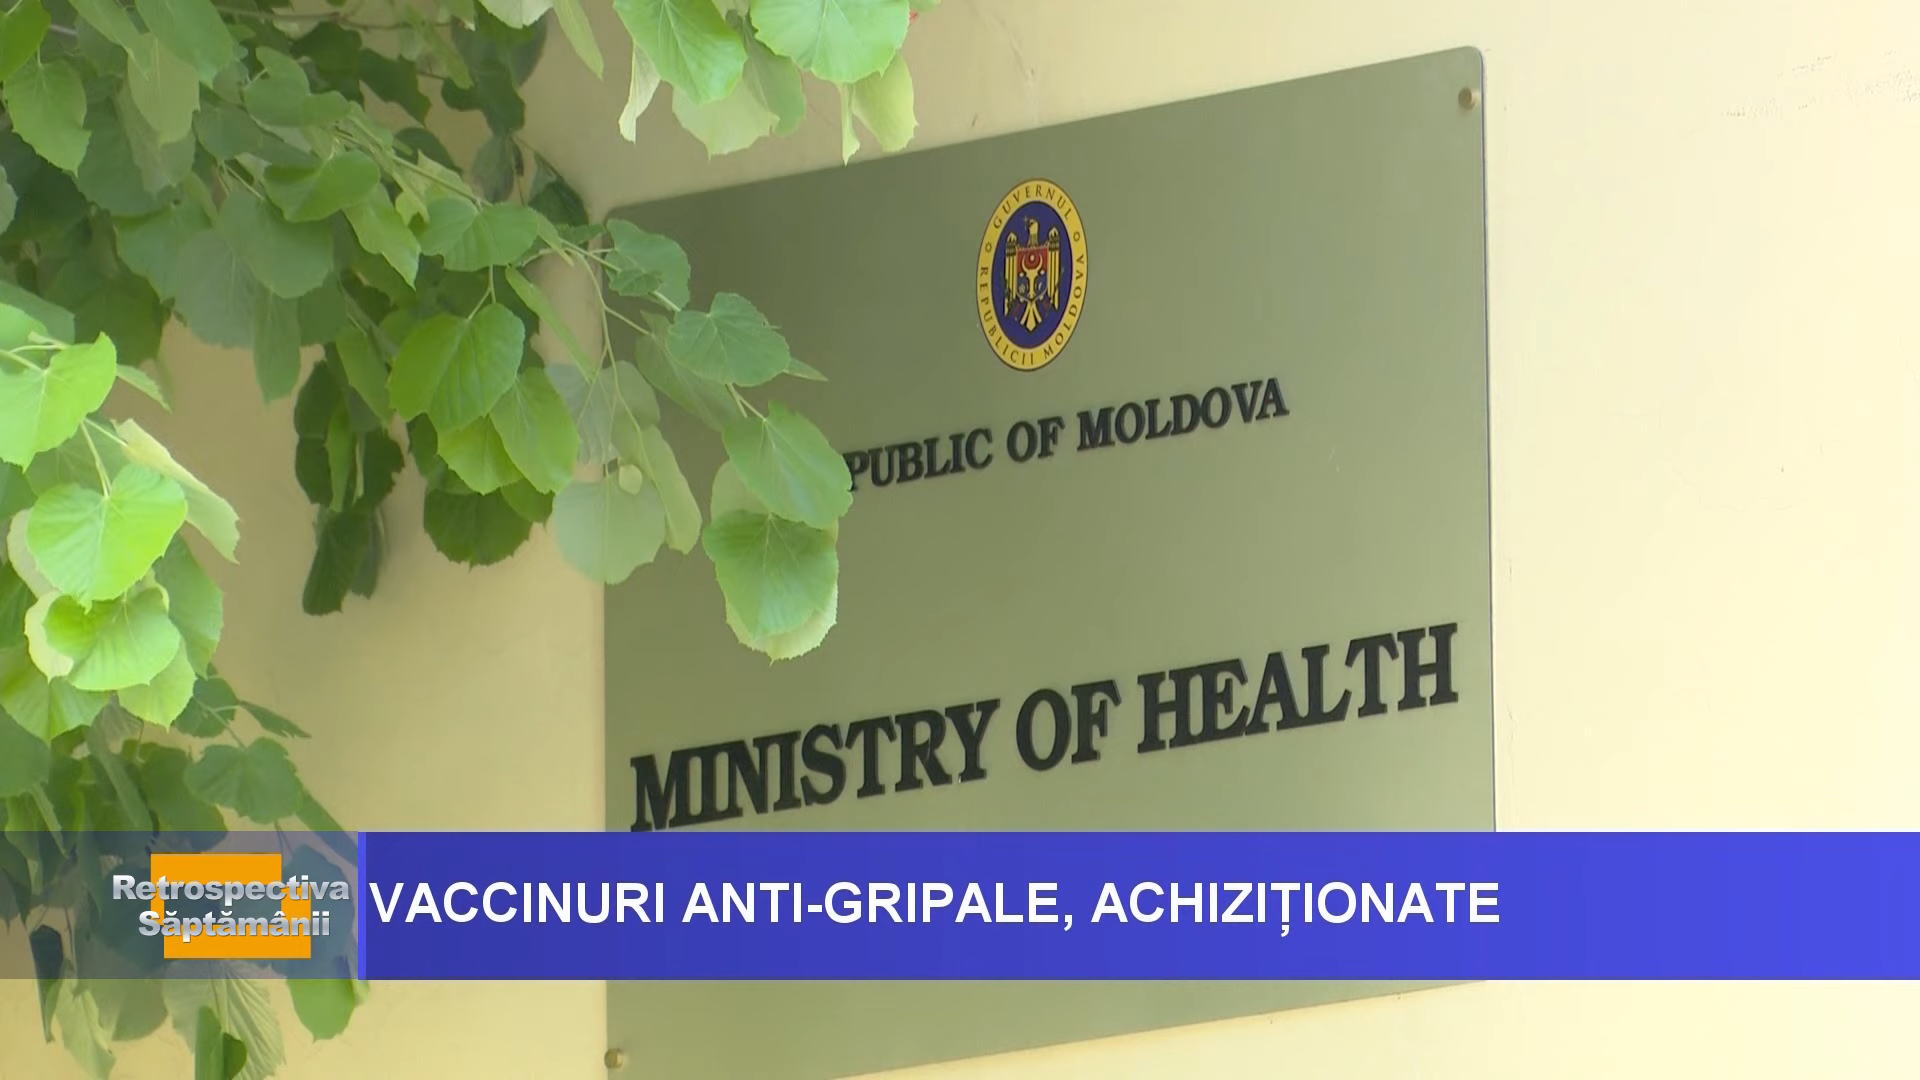 GUVERNUL
REPUBLICII MOLDOVA
PUBLIC OF MOLDOVA
MINISTRY OF HEALTH
Retrospectiva
Săptămânii
VACCINURI ANTI-GRIPALE, ACHIZIȚIONATE